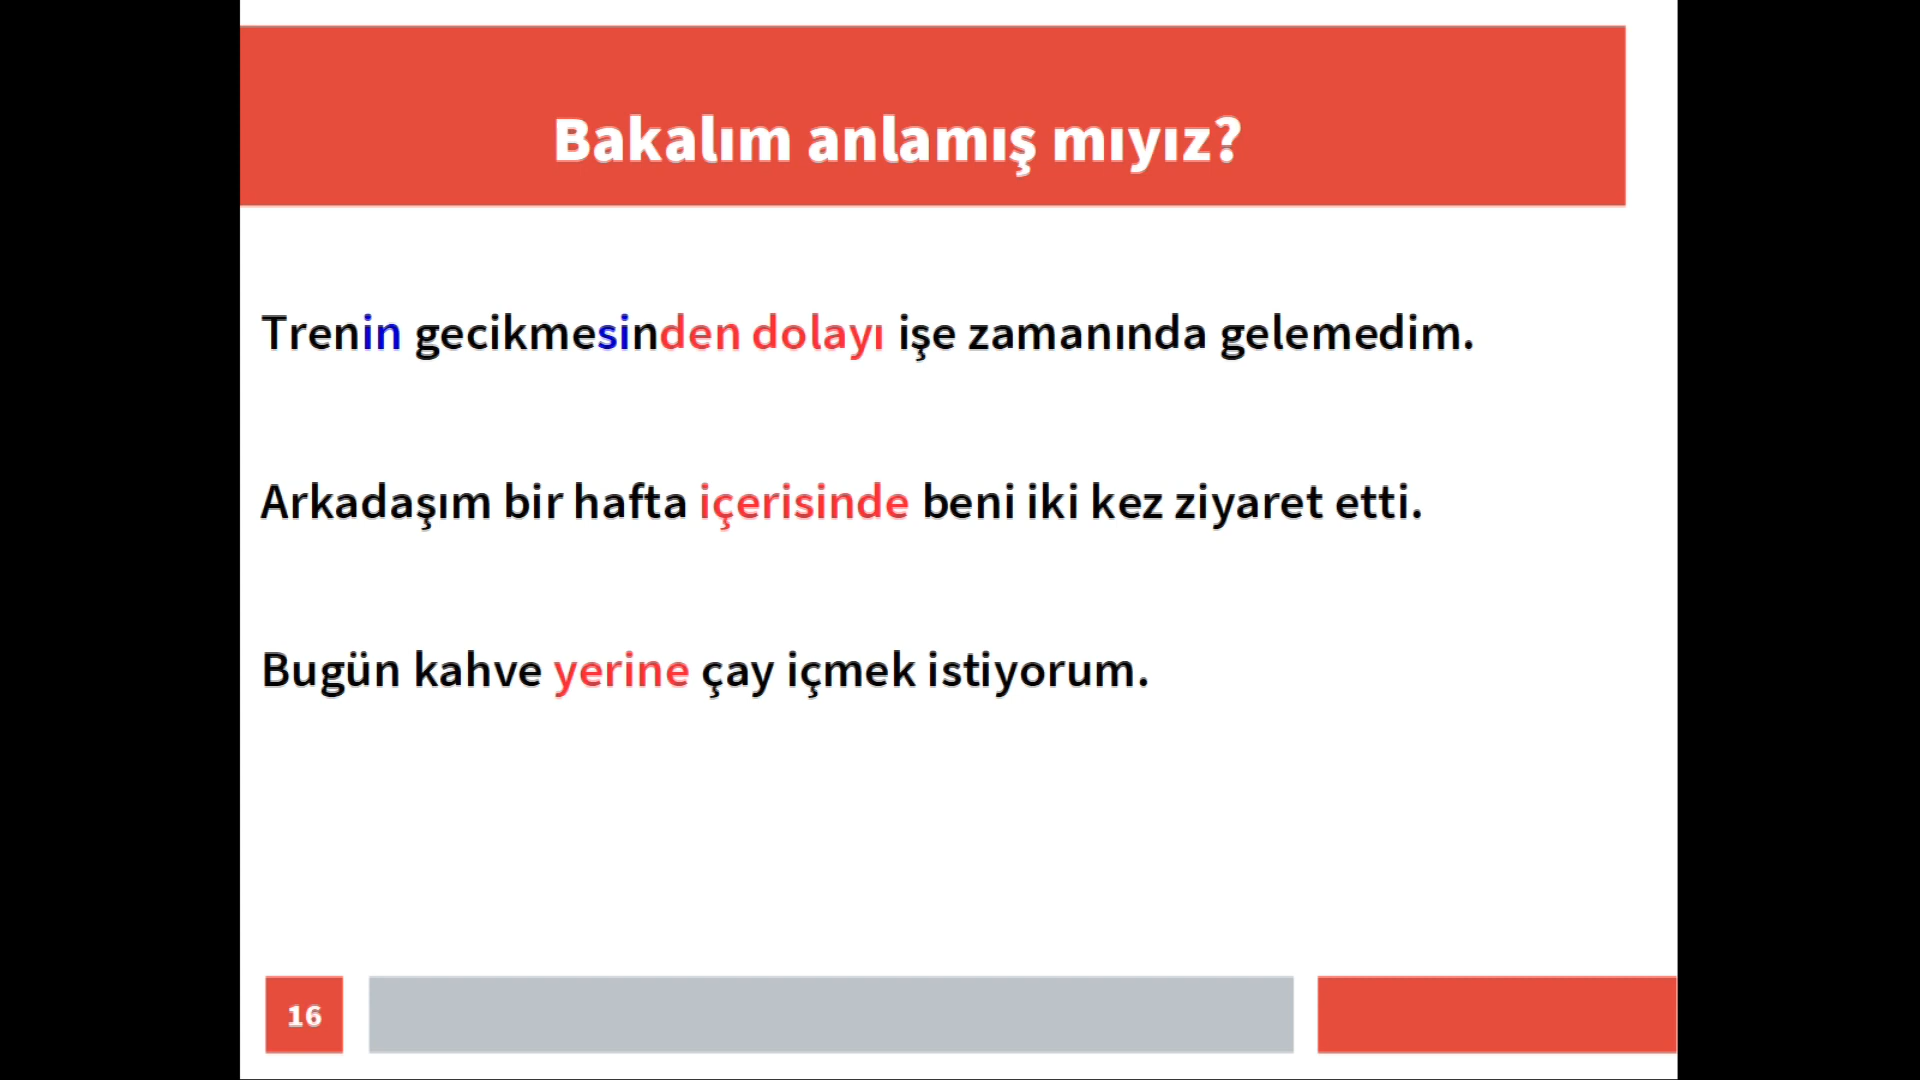 Bakalım anlamış mıyız?
Trenin gecikmesinden dolayı işe zamanında gelemedim.
Arkadaşım bir hafta içerisinde beni iki kez ziyaret etti.
Bugün kahve yerine çay içmek istiyorum.
16